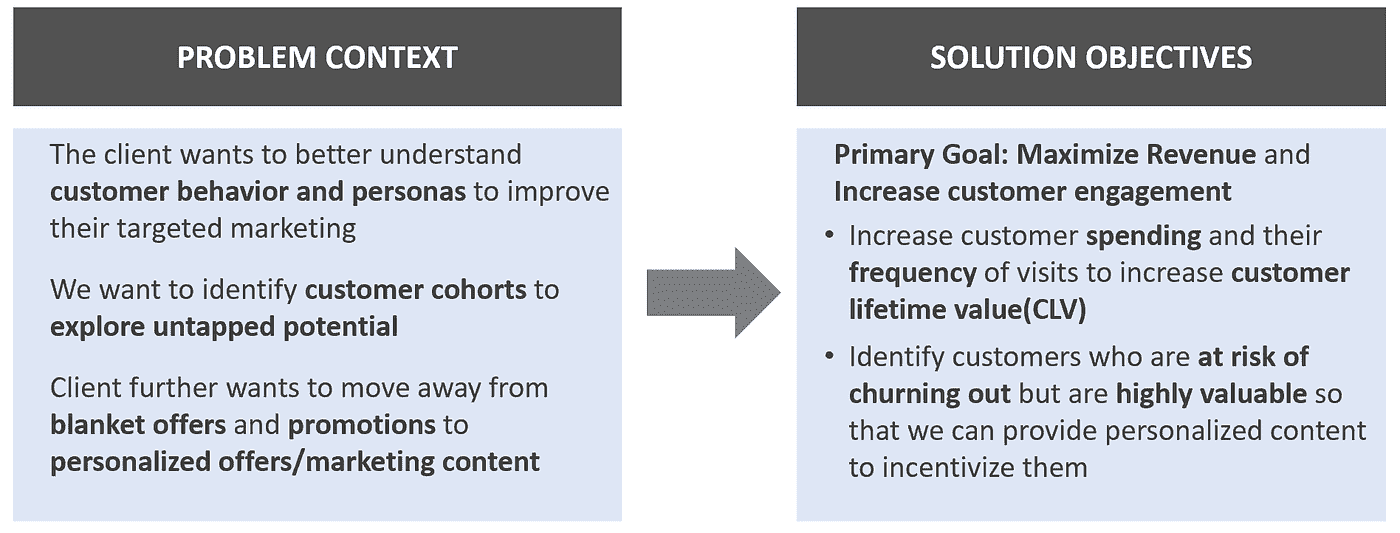 PROBLEM CONTEXT
The client wants to better understand
customer behavior and personas to improve
their targeted marketing
We want to identify customer cohorts to
explore untapped potential
Client further wants to move away from
blanket offers and promotions to
personalized offers/marketing content
SOLUTION OBJECTIVES
Primary Goal: Maximize Revenue and
Increase customer engagement
• Increase customer spending and their
frequency of visits to increase customer
lifetime value(CLV)
• Identify customers who are at risk of
churning out but are highly valuable so
that we can provide personalized content
to incentivize them